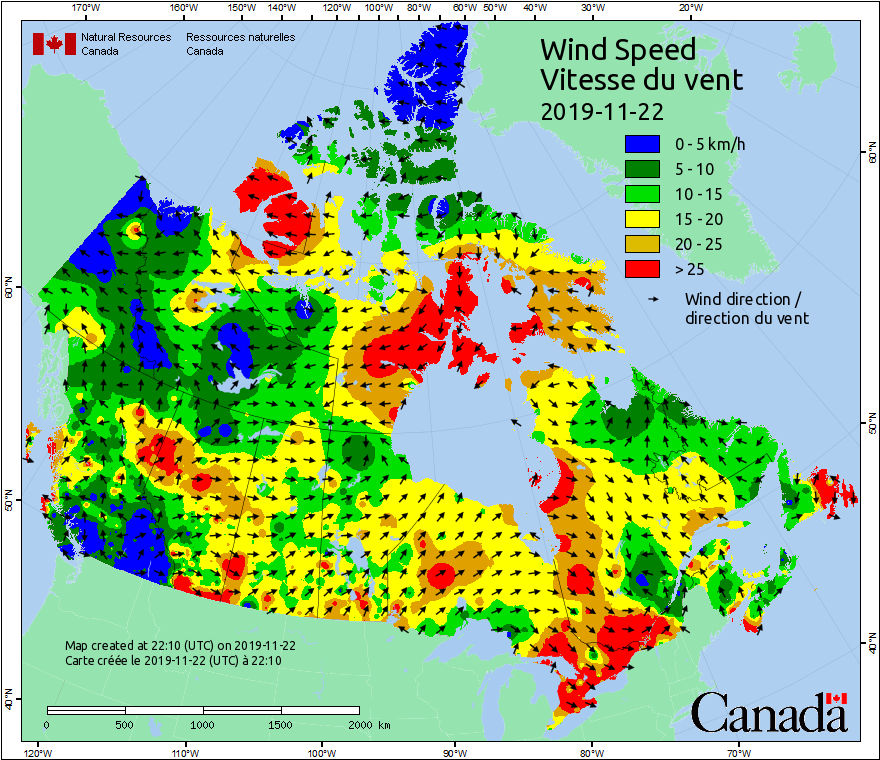 170°W 160°W 150°W 140°W 130°W 120°W 110°W 100°W 80°W 60°W 50°W 40°W 30°W 20°W
Natural Resources Ressources naturelles
Canada Canada
Wind Speed
Vitesse du vent
2019-11-22
0 - 5 km/h
5 - 10
10 - 15
15 - 20
20 - 25
> 25
Wind direction /
direction du vent
60°N
50°N
40°N
60°N
50°N
40°N
Map created at 22:10 (UTC) on 2019-11-22
Carte créée le 2019-11-22 (UTC) à 22:10
0 500 1000 1500 2000 km
Canada
120°W 110°W 100°W 90°W 80°W 70°W